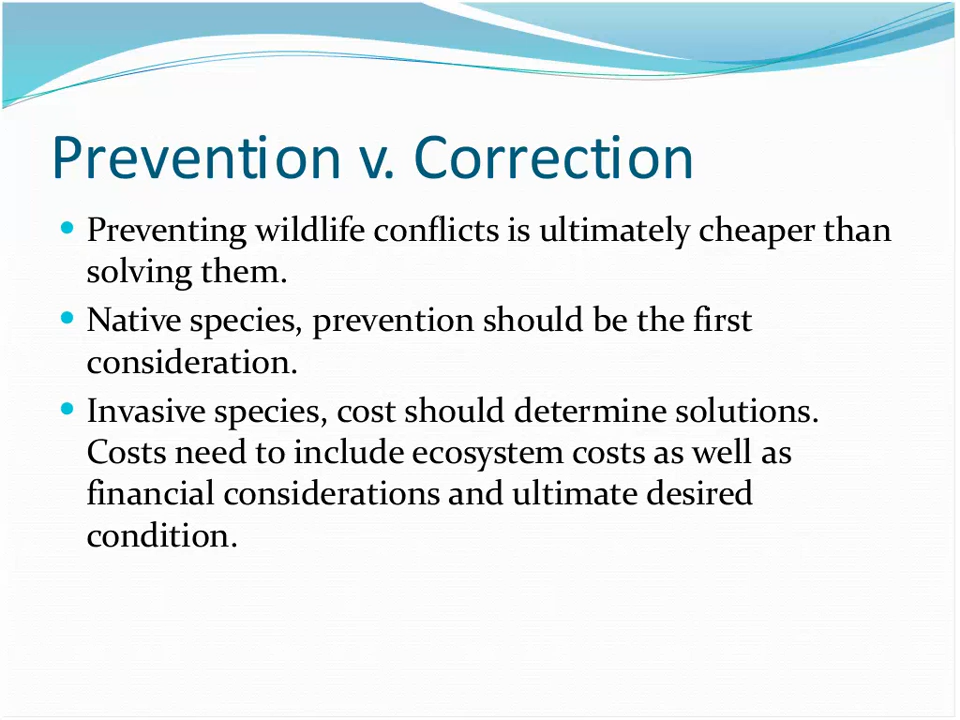 Prevention v. Correction
• Preventing wildlife conflicts is ultimately cheaper than
solving them.
• Native species, prevention should be the first
consideration.
• Invasive species, cost should determine solutions.
Costs need to include ecosystem costs as well as
financial considerations and ultimate desired
condition.